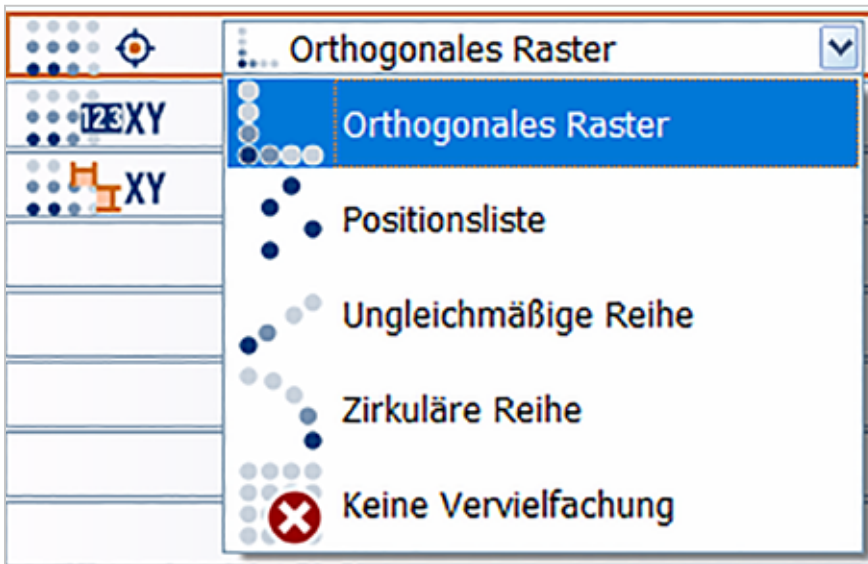 Orthogonales Raster
Orthogonales Raster
123XY
Positionsliste
XY
Ungleichmäßige Reihe
Zirkuläre Reihe
Keine Vervielfachung